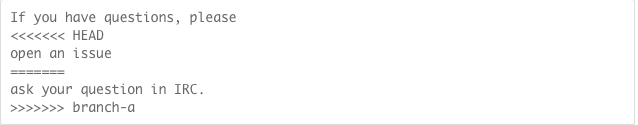 If you have questions, please
<<<<<<< HEAD
open an issue
=======
ask your question in IRC.
>>>>>>> branch-a